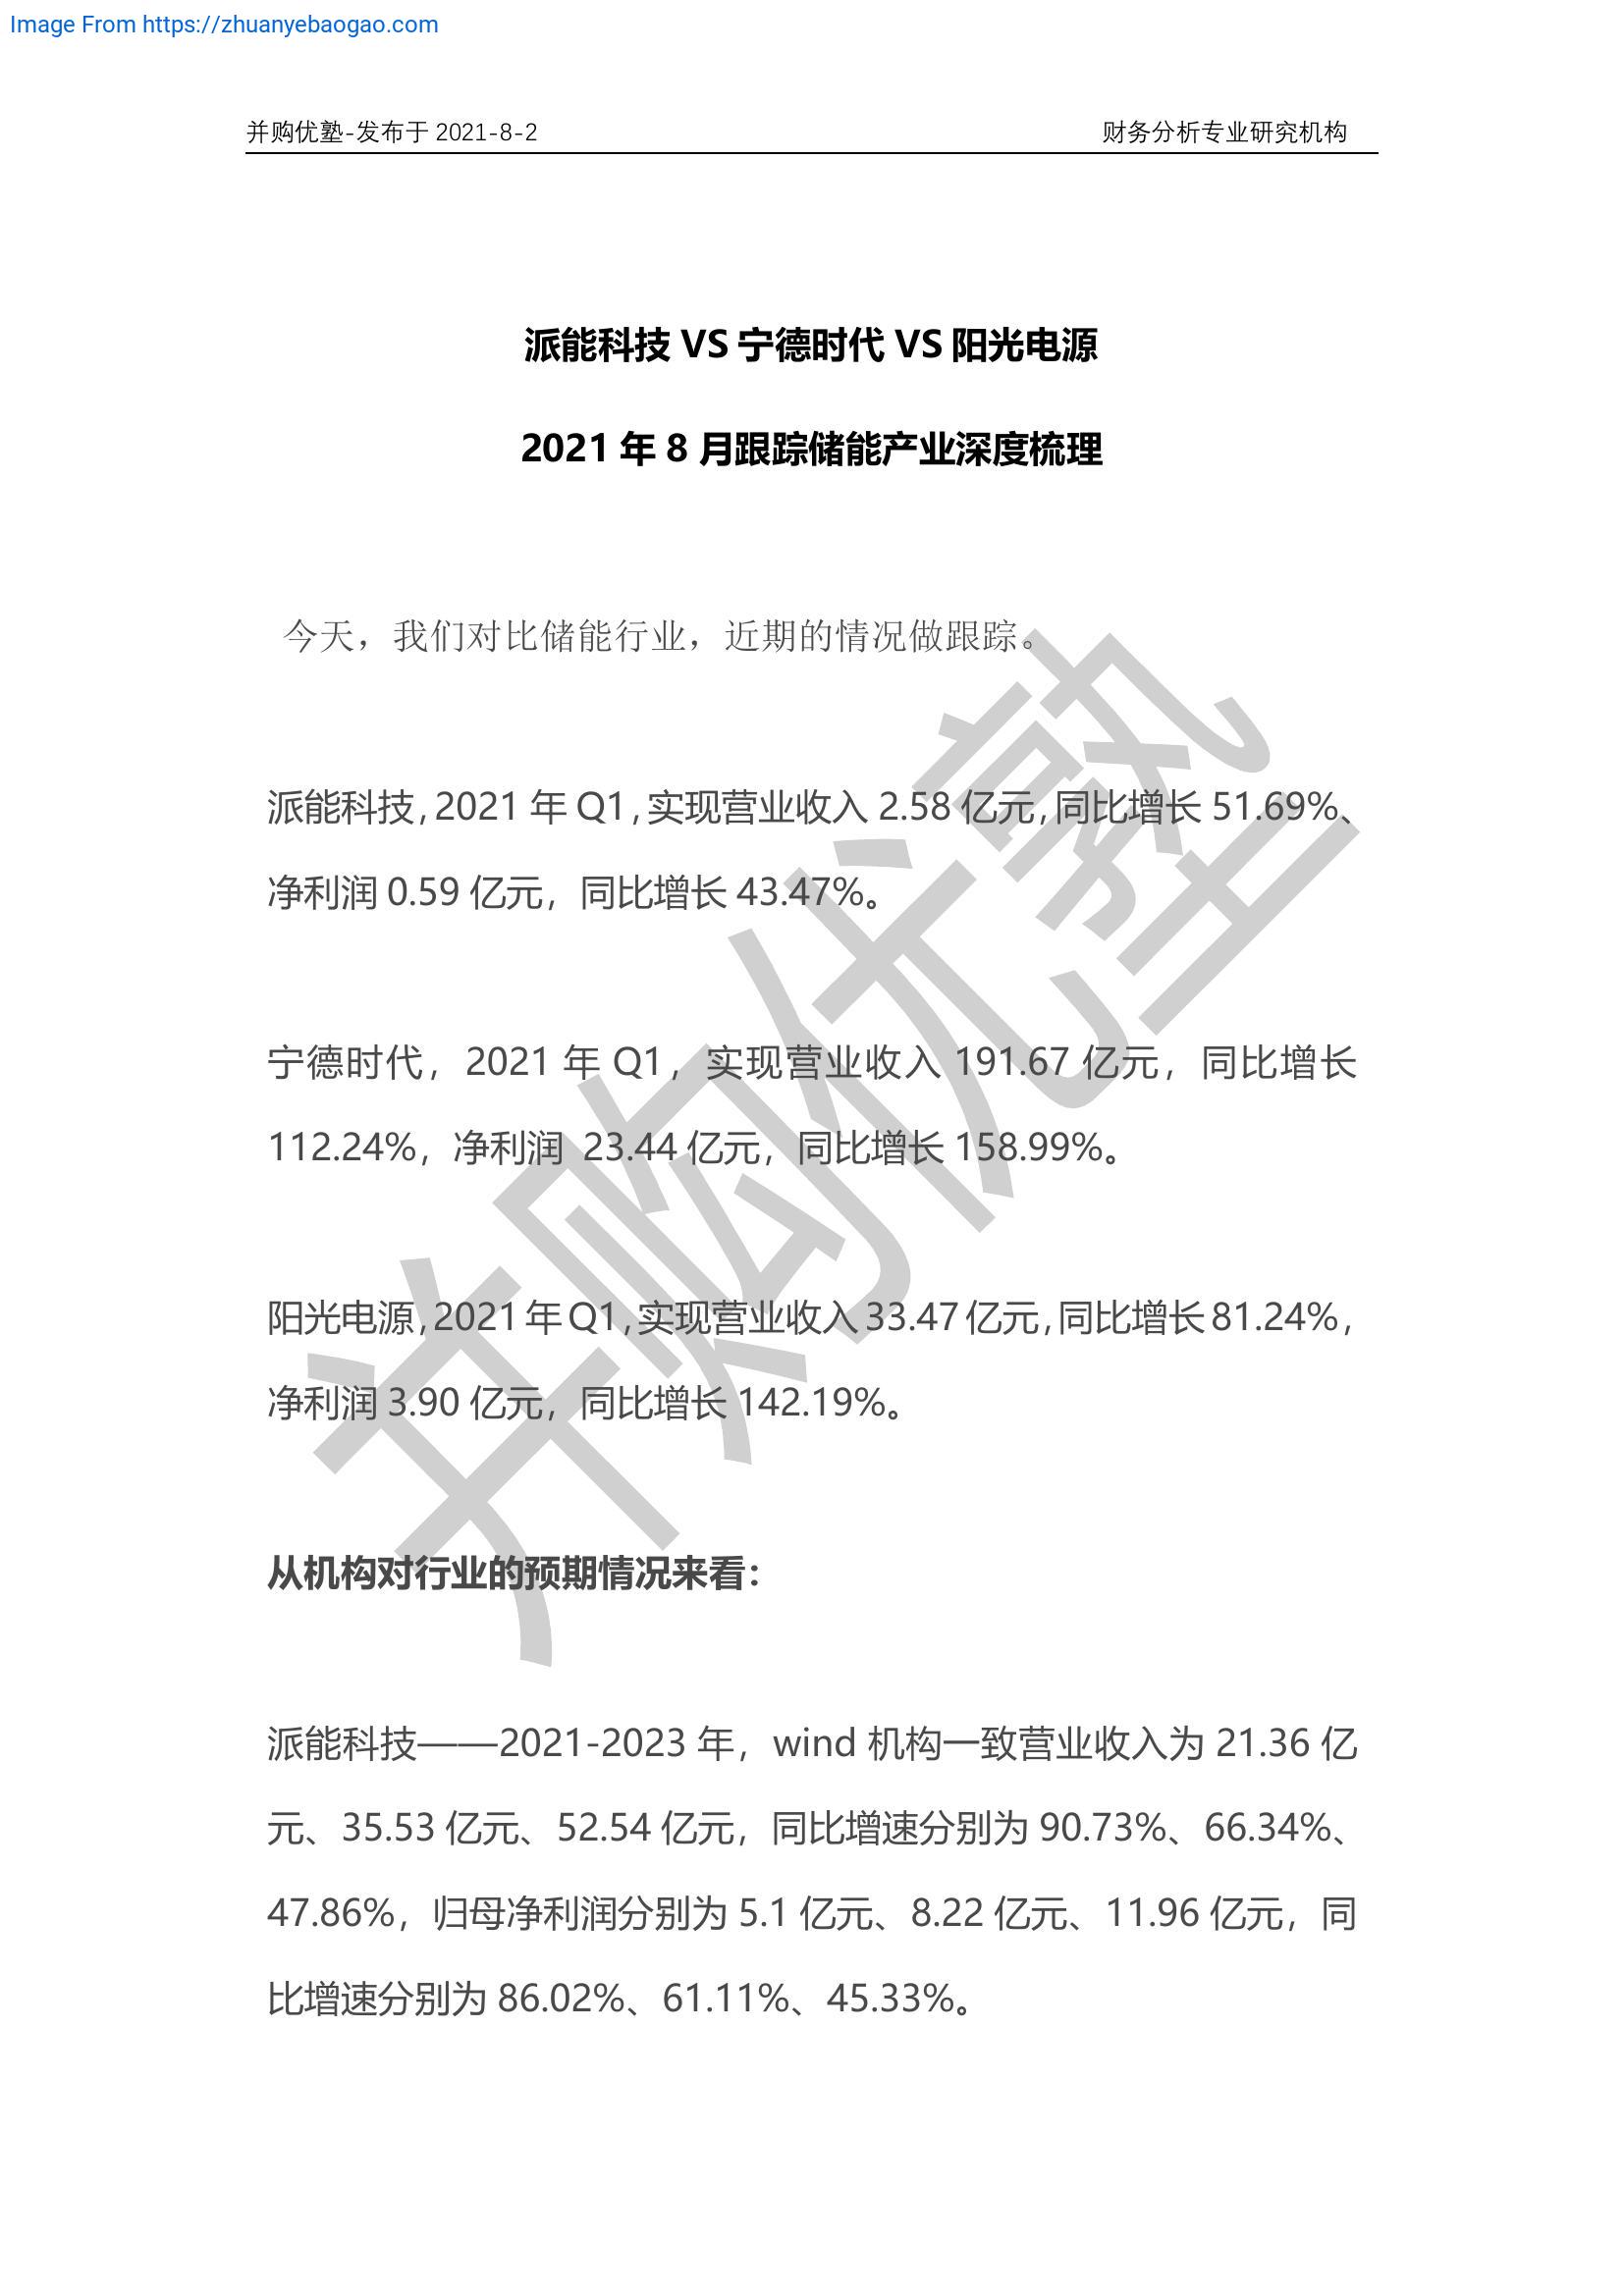 Image From https://zhuanyebaogao.com
并购优塾-发布于 2021-8-2 财务分析专业研究机构
派能科技 VS 宁德时代 VS 阳光电源
2021 年 8 月跟踪储能产业深度梳理
今天，我们对比储能行业，近期的情况做跟踪。
派能科技，2021 年 Q1，实现营业收入 2.58 亿元，同比增长 51.69%、
净利润 0.59 亿元，同比增长 43.47%。
宁德时代，2021 年 Q1，实现营业收入 191.67 亿元，同比增长
112.24%，净利润 23.44 亿元，同比增长 158.99%。
阳光电源，2021 年 Q1，实现营业收入 33.47 亿元，同比增长 81.24%，
净利润 3.90 亿元，同比增长 142.19%。
从机构对行业的预期情况来看：
派能科技——2021-2023 年，wind 机构一致营业收入为 21.36 亿
元、35.53 亿元、52.54 亿元，同比增速分别为 90.73%、66.34%、
47.86%，归母净利润分别为 5.1 亿元、8.22 亿元、11.96 亿元，同
比增速分别为 86.02%、61.11%、45.33%。
并购优塾